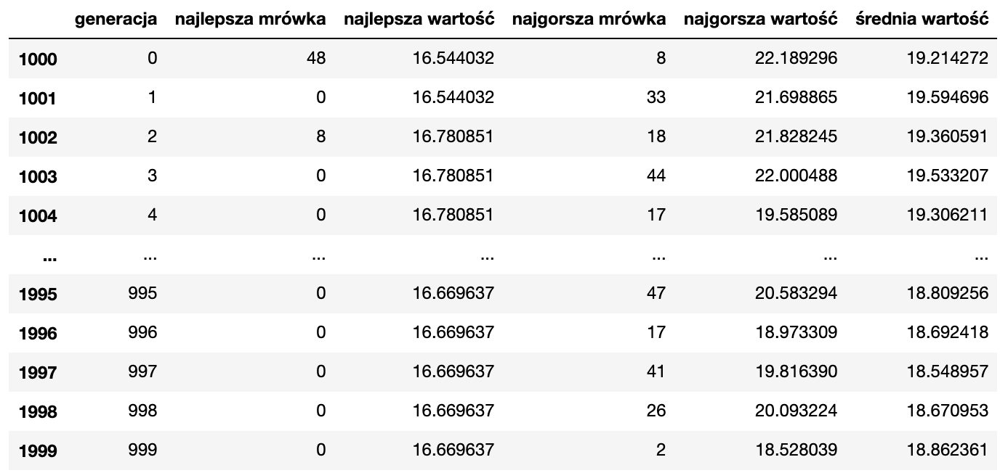 generacja najlepsza mrówka najlepsza wartość najgorsza mrówka najgorsza wartość średnia wartość
1000 0 48 16.544032 8 22.189296 19.214272
1001 1 0 16.544032 33 21.698865 19.594696
1002 2 8 16.780851 18 21.828245 19.360591
1003 3 0 16.780851 44 22.000488 19.533207
1004 4 0 16.780851 17 19.585089 19.306211
... ... ... ... ... ... ...
1995 995 0 16.669637 47 20.583294 18.809256
1996 996 0 16.669637 17 18.973309 18.692418
1997 997 0 16.669637 41 19.816390 18.548957
1998 998 0 16.669637 26 20.093224 18.670953
1999 999 0 16.669637 2 18.528039 18.862361